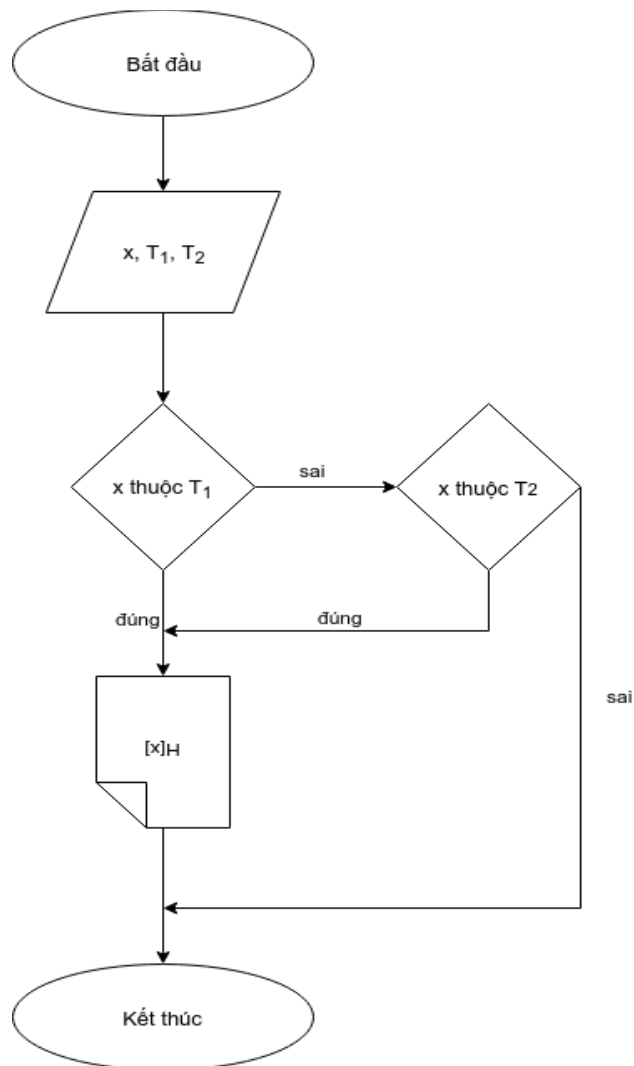 Bắt đầu
x, T₁, T₂
x thuộc T₁
sai
x thuộc T2
đúng
đúng
sai
[x]H
Kết thúc